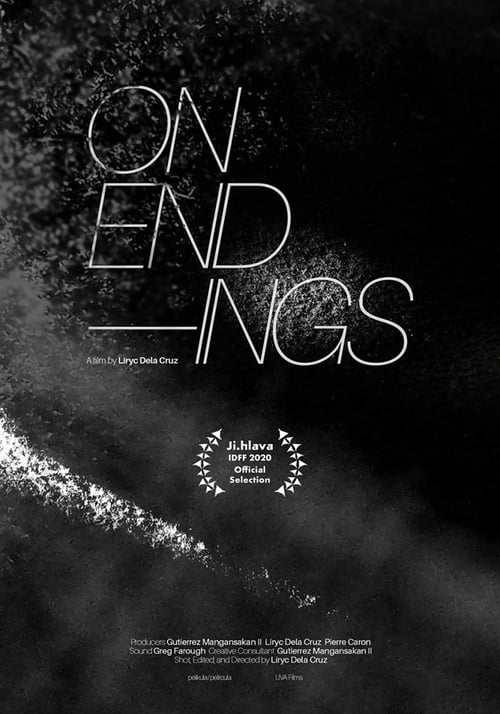 ON
END
—INGS
A film by Liryc Dela Cruz
Ji.hlava
IDFF 2020
Official
Selection
Producers Gutierrez Mangansakan II Liryc Dela Cruz Pierre Caron
Sound Greg Farough Creative Consultant Gutierrez Mangansakan II
Shot, Edited, and Directed by Liryc Dela Cruz
pelikula/pelircula UVA Films